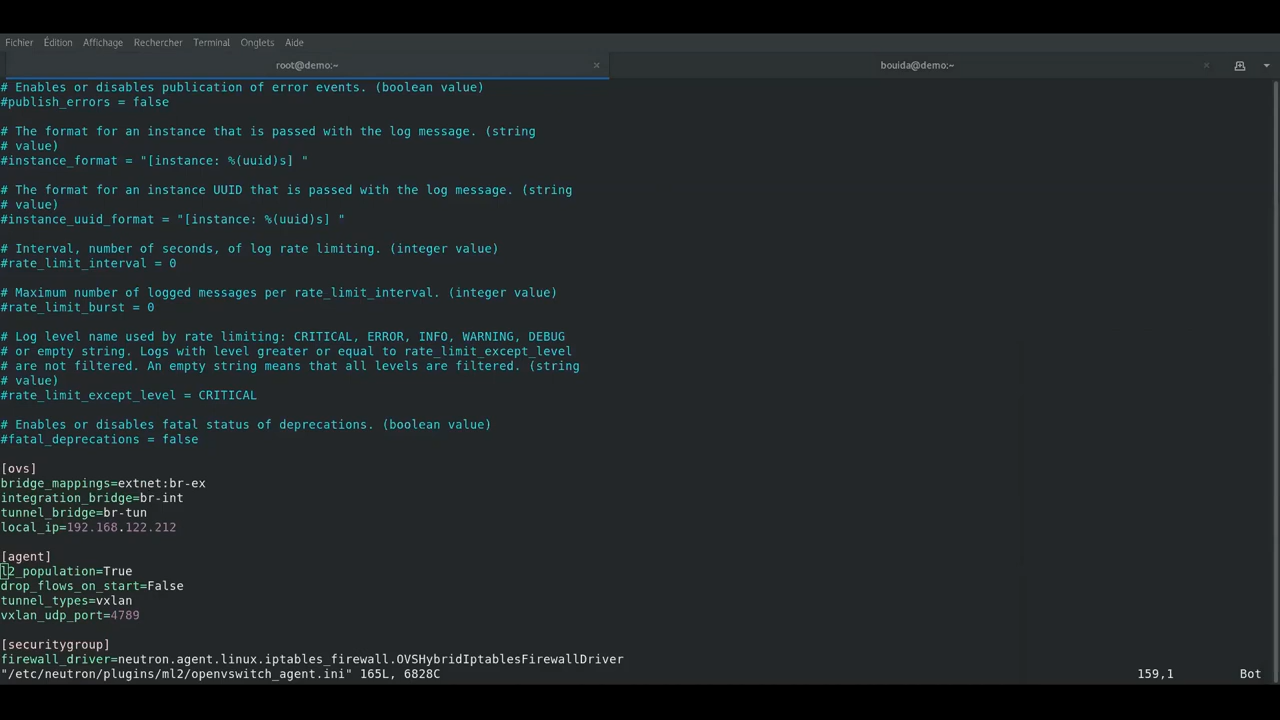 Fichier Édition Affichage Rechercher Terminal Onglets Aide
root@demo:~ × bouida@demo:~ ×
# Enables or disables publication of error events. (boolean value)
#publish_errors = false
# The format for an instance that is passed with the log message. (string
# value)
#instance_format = "[instance: %(uuid)s] "
# The format for an instance UUID that is passed with the log message. (string
# value)
#instance_uuid_format = "[instance: %(uuid)s] "
# Interval, number of seconds, of log rate limiting. (integer value)
#rate_limit_interval = 0
# Maximum number of logged messages per rate_limit_interval. (integer value)
#rate_limit_burst = 0
# Log level name used by rate limiting: CRITICAL, ERROR, INFO, WARNING, DEBUG
# or empty string. Logs with level greater or equal to rate_limit_except_level
# are not filtered. An empty string means that all levels are filtered. (string
# value)
#rate_limit_except_level = CRITICAL
# Enables or disables fatal status of deprecations. (boolean value)
#fatal_deprecations = false
[ovs]
bridge_mappings=extnet:br-ex
integration_bridge=br-int
tunnel_bridge=br-tun
local_ip=192.168.122.212
[agent]
l2_population=True
drop_flows_on_start=False
tunnel_types=vxlan
vxlan_udp_port=4789
[securitygroup]
firewall_driver=neutron.agent.linux.iptables_firewall.OVSHybridIptablesFirewallDriver
"/etc/neutron/plugins/ml2/openvswitch_agent.ini" 165L, 6828C 159,1 Bot